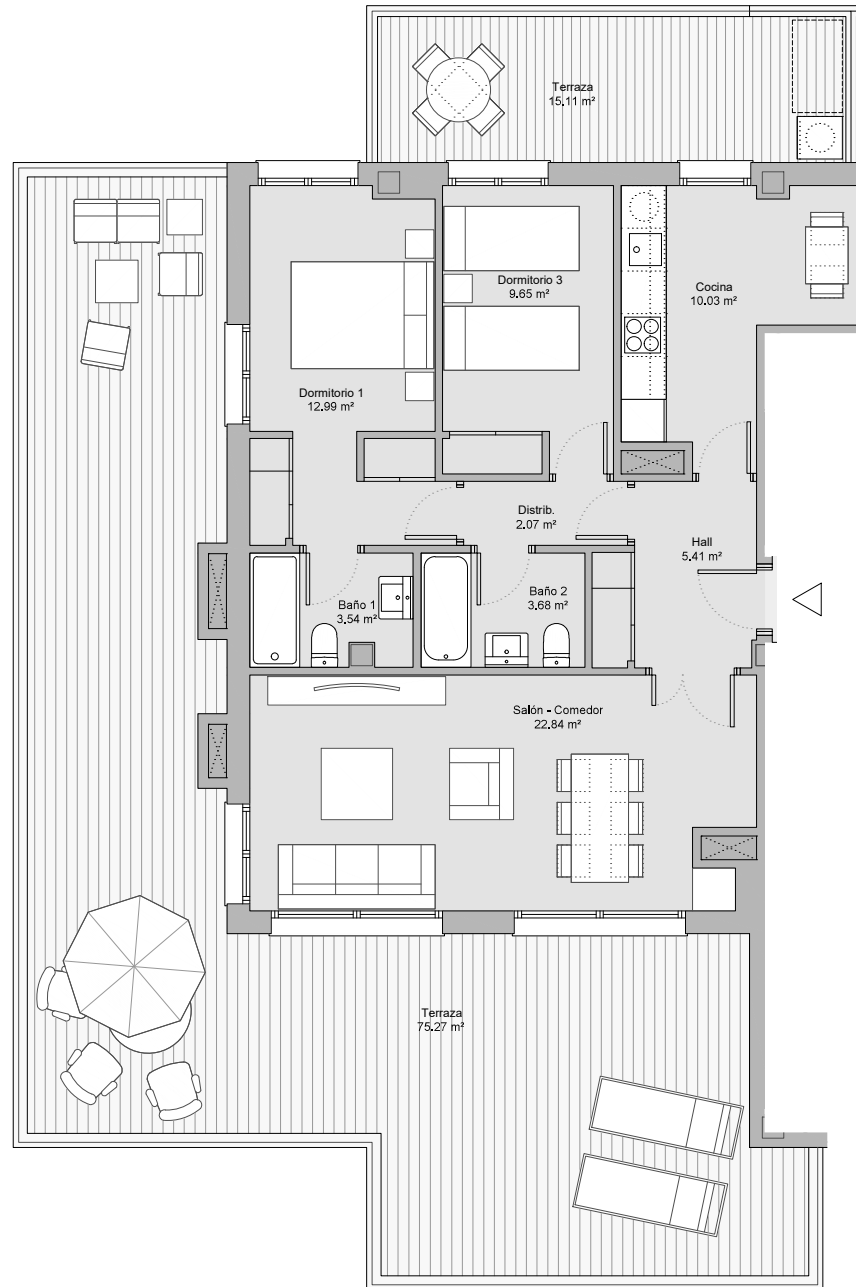 Terraza
15.11 m²
Dormitorio 3
9.65 m²
Cocina
10.03 m²
Dormitorio 1
12.99 m²
Distrib.
2.07 m²
Hall
5.41 m²
Baño 1
3.54 m²
Baño 2
3.68 m²
Salón - Comedor
22.84 m²
Terraza
75.27 m²